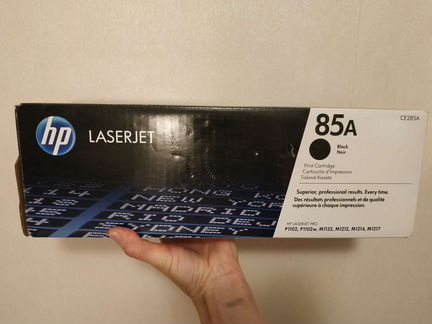 hp
LASERJET
85A
CE285A
Black
Noir
Print Cartridge
Cartouche d'impression
Superior, professional results. Every time.
Des résultats professionnels et de qualité
supérieure à chaque impression.
HP LASERJET PRO
P1102, P1102w, M1132, M1212, M1214, M1217